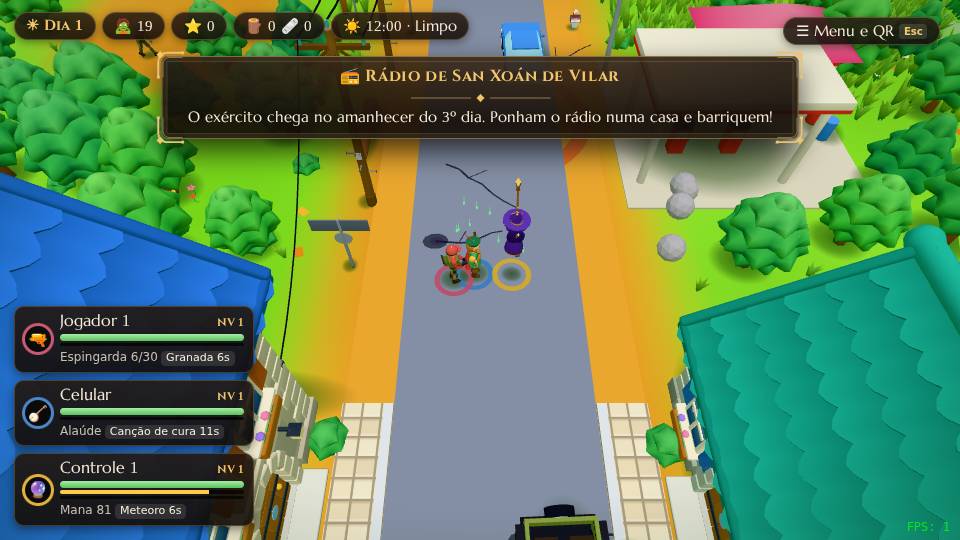 DIA 1
19
0
0
0
12:00 · Limpo
☰ Menu e QR Esc
RÁDIO DE SAN XOÁN DE VILAR
O exército chega no amanhecer do 3º dia. Ponham o rádio numa casa e barriquem!
Jogador 1 NV 1
Espingarda 6/30 Granada 6s
Celular NV 1
Alaúde Canção de cura 11s
Controle 1 NV 1
Mana 81 Meteoro 6s
FPS: 1